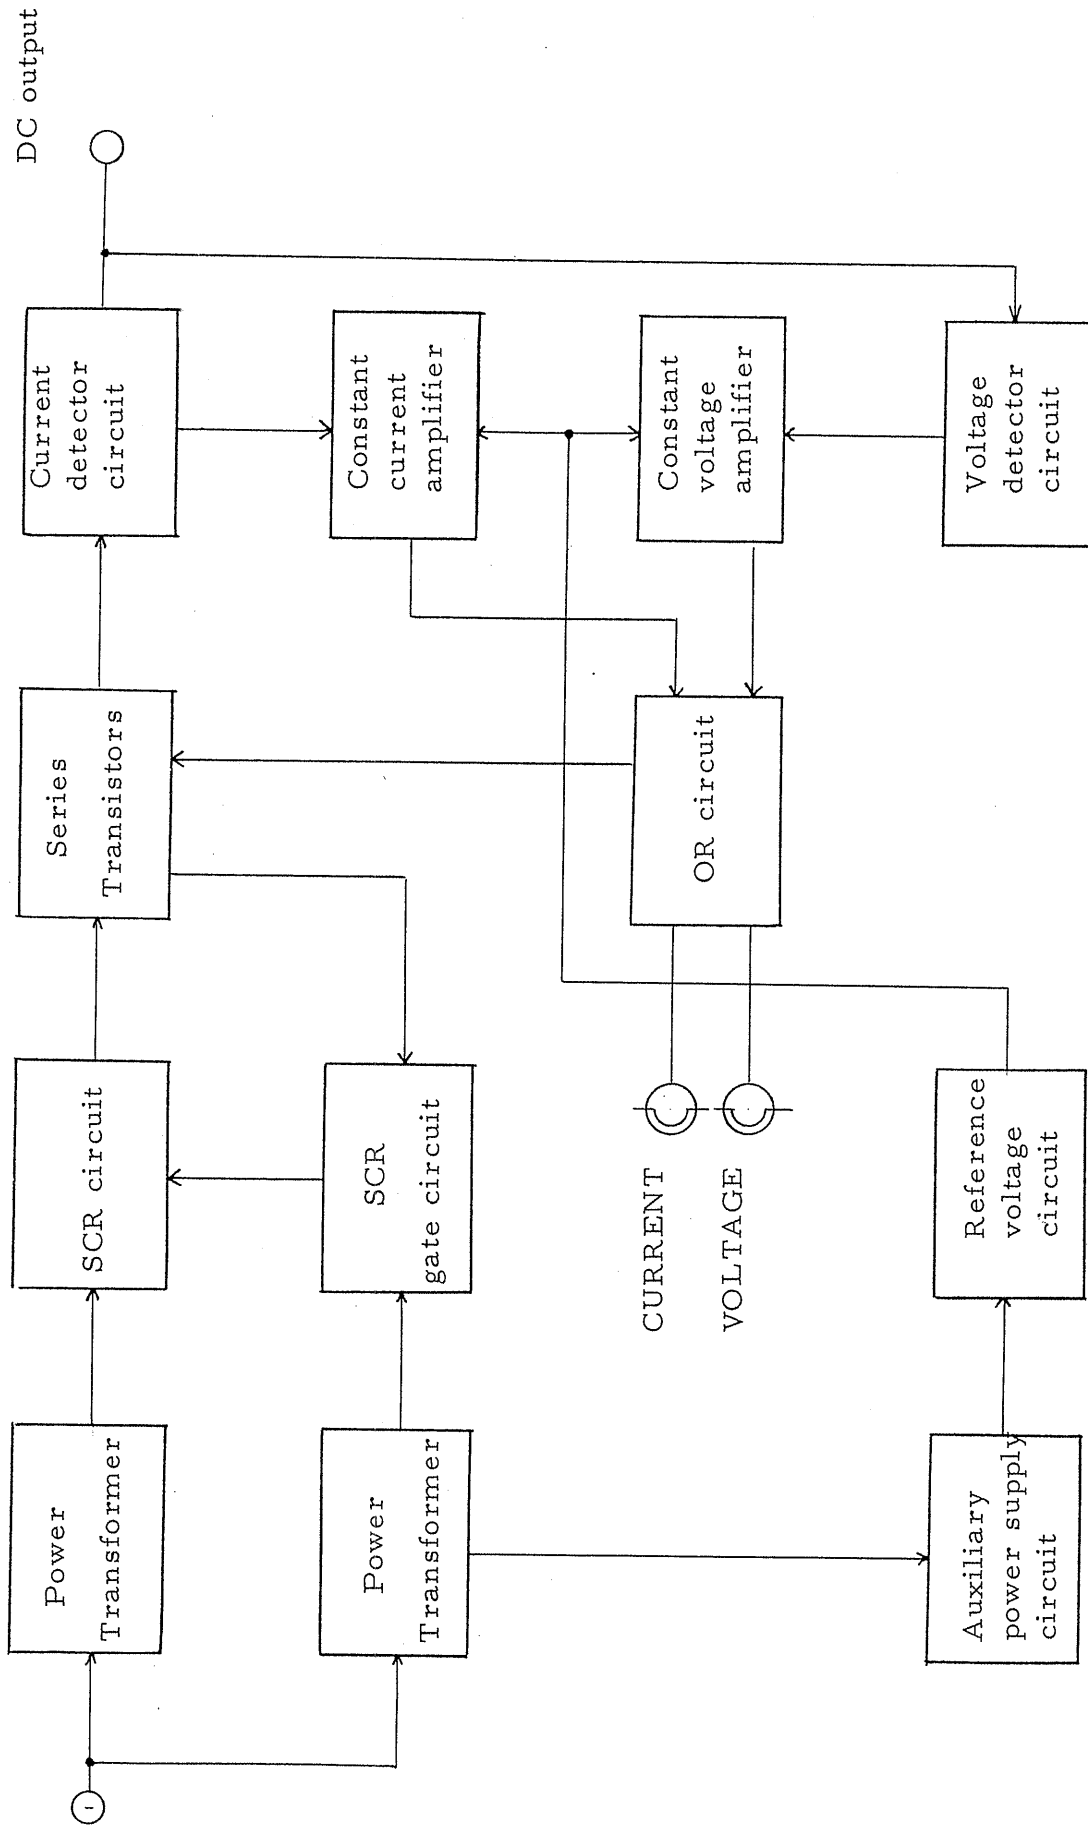 DC output
Power
Transformer
SCR circuit
Series
Transistors
Current
detector
circuit
Power
Transformer
SCR
gate circuit
Constant
current
amplifier
CURRENT
VOLTAGE
OR circuit
Constant
voltage
amplifier
Auxiliary
power supply
circuit
Reference
voltage
circuit
Voltage
detector
circuit